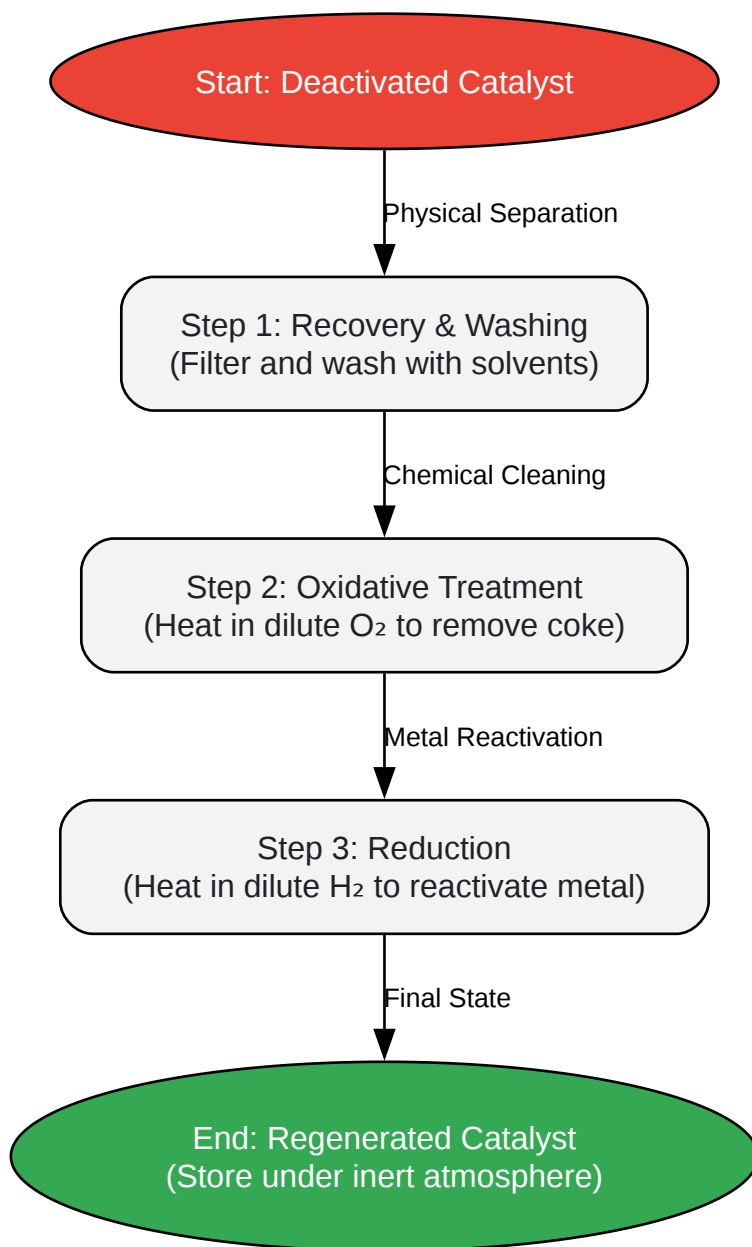 Start: Deactivated Catalyst
Physical Separation
Step 1: Recovery & Washing
(Filter and wash with solvents)
Chemical Cleaning
Step 2: Oxidative Treatment
(Heat in dilute O₂ to remove coke)
Metal Reactivation
Step 3: Reduction
(Heat in dilute H₂ to reactivate metal)
Final State
End: Regenerated Catalyst
(Store under inert atmosphere)